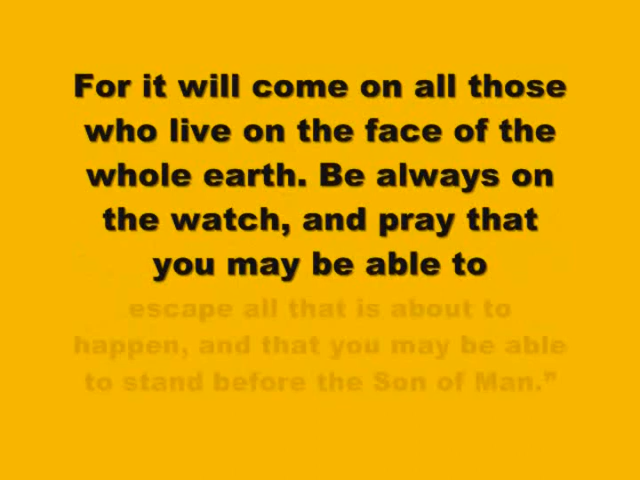 For it will come on all those
who live on the face of the
whole earth. Be always on
the watch, and pray that
you may be able to
escape all that is about to
happen, and that you may be able
to stand before the Son of Man.”